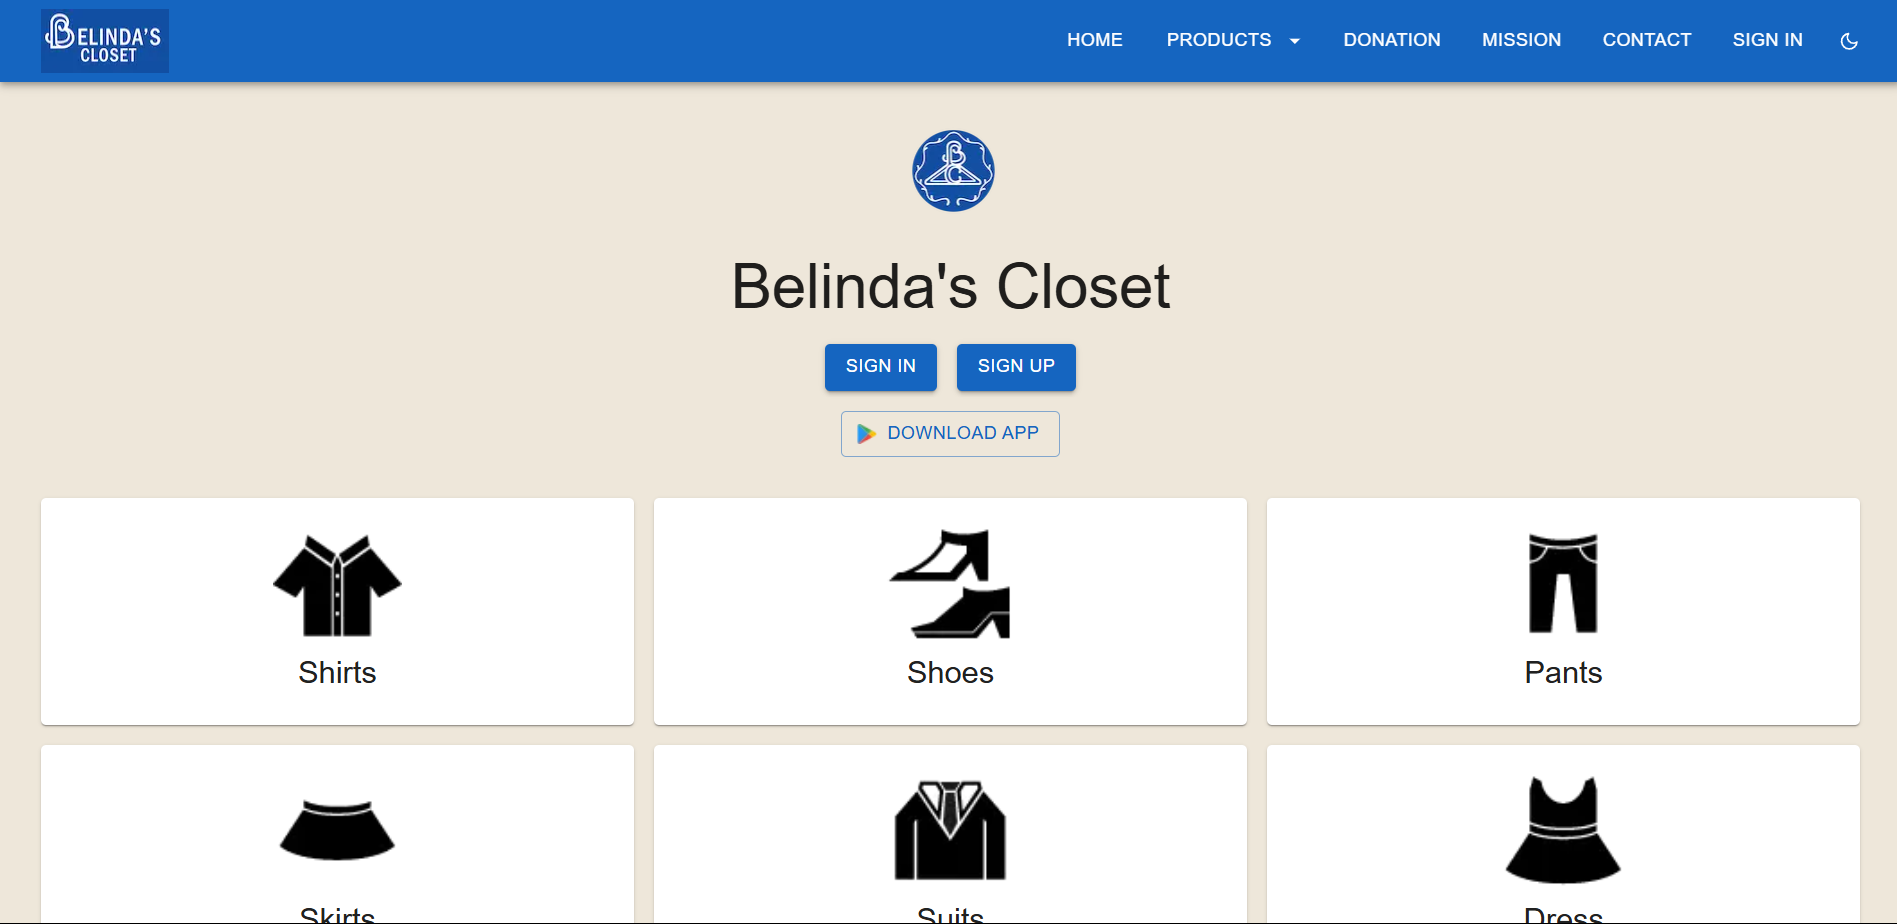 BELINDA'S
CLOSET
HOME PRODUCTS DONATION MISSION CONTACT SIGN IN
BC
Belinda's Closet
SIGN IN SIGN UP
DOWNLOAD APP
Shirts Shoes Pants
Skirts Suits Dress